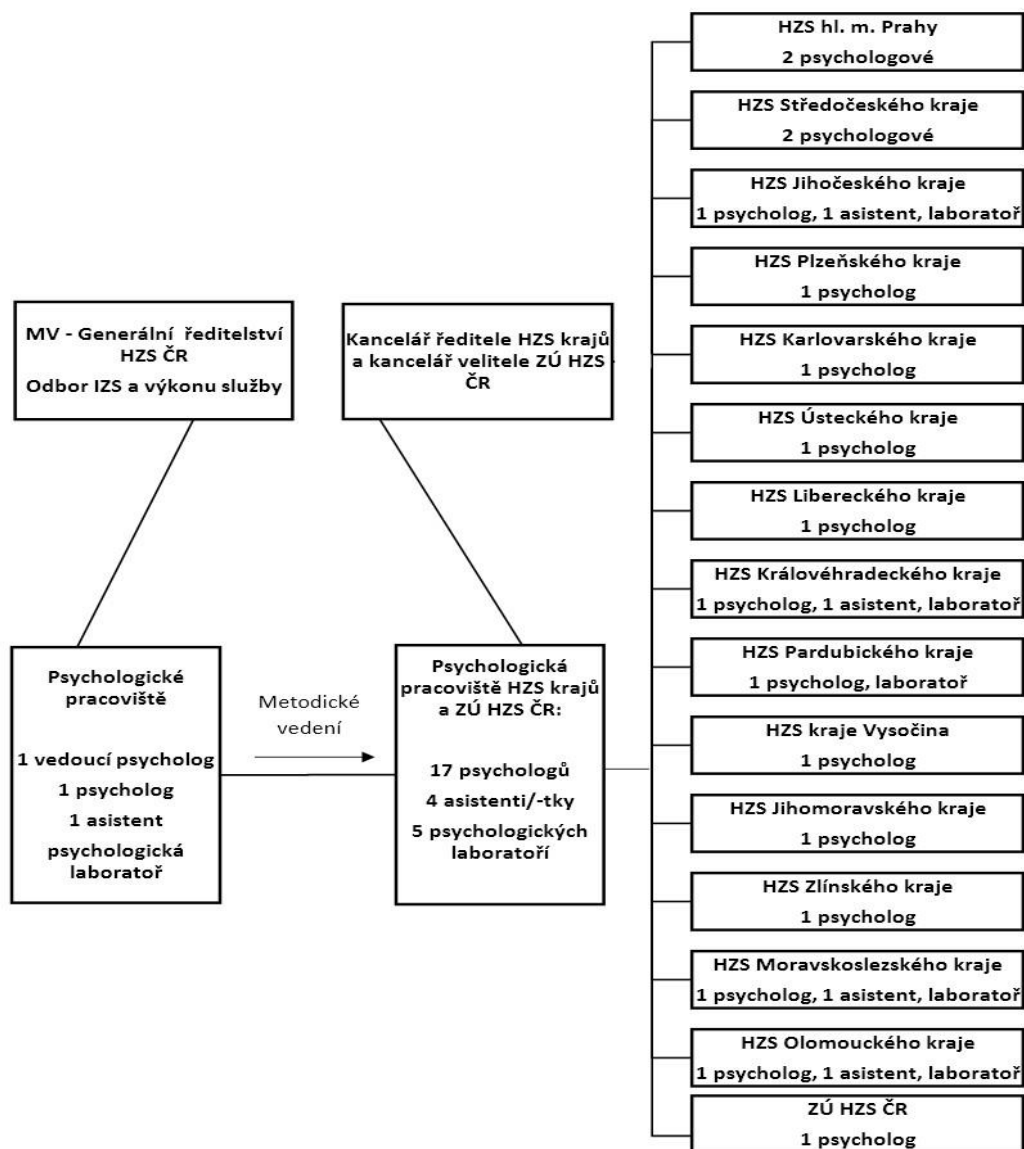 MV - Generální ředitelství
HZS ČR
Odbor IZS a výkonu služby
Kancelář ředitele HZS krajů
a kancelář velitele ZÚ HZS
ČR
Psychologické
pracoviště
1 vedoucí psycholog
1 psycholog
1 asistent
psychologická
laboratoř
Metodické
vedení
Psychologická
pracoviště HZS krajů
a ZÚ HZS ČR:
17 psychologů
4 asistenti/-tky
5 psychologických
laboratoří
HZS hl. m. Prahy
2 psychologové
HZS Středočeského kraje
2 psychologové
HZS Jihočeského kraje
1 psycholog, 1 asistent, laboratoř
HZS Plzeňského kraje
1 psycholog
HZS Karlovarského kraje
1 psycholog
HZS Ústeckého kraje
1 psycholog
HZS Libereckého kraje
1 psycholog
HZS Královéhradeckého kraje
1 psycholog, 1 asistent, laboratoř
HZS Pardubického kraje
1 psycholog, laboratoř
HZS kraje Vysočina
1 psycholog
HZS Jihomoravského kraje
1 psycholog
HZS Zlínského kraje
1 psycholog
HZS Moravskoslezského kraje
1 psycholog, 1 asistent, laboratoř
HZS Olomouckého kraje
1 psycholog, 1 asistent, laboratoř
ZÚ HZS ČR
1 psycholog